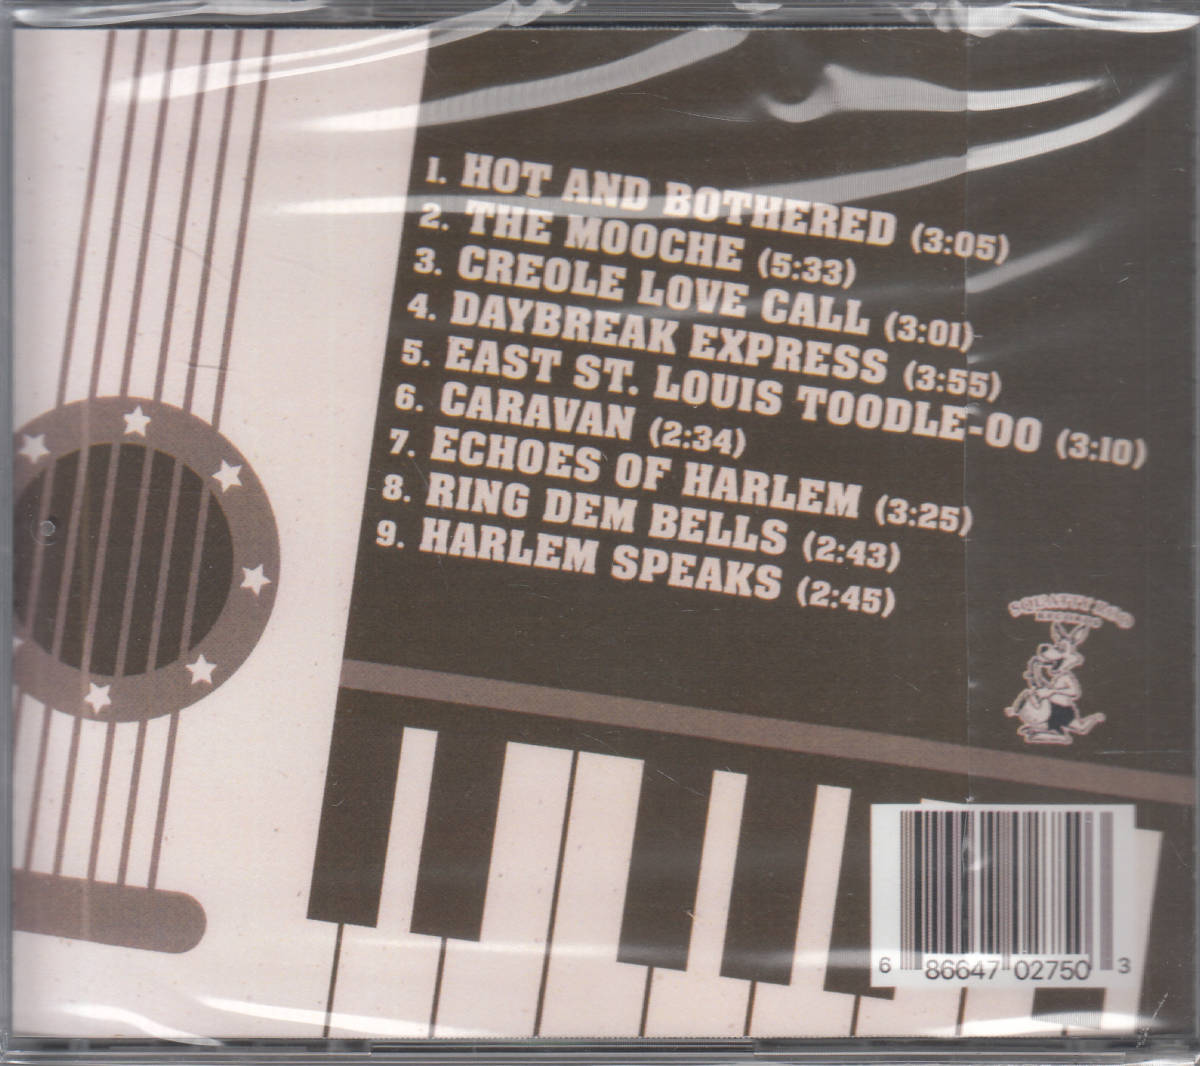 1. HOT AND BOTHERED (3:05)
2. THE MOOCHE (5:33)
3. CREOLE LOVE CALL (3:01)
4. DAYBREAK EXPRESS (3:55)
5. EAST ST. LOUIS TOODLE-OO (3:10)
6. CARAVAN (2:34)
7. ECHOES OF HARLEM (3:25)
8. RING DEM BELLS (2:43)
9. HARLEM SPEAKS (2:45)
RECORDS
6 86647 02750 3